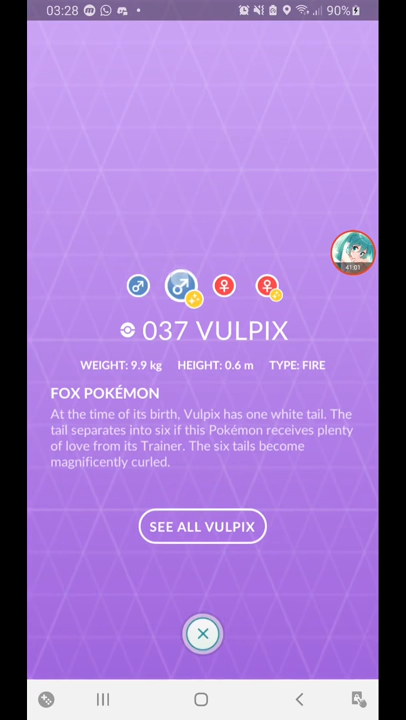 03:28
90%
41:01
037 VULPIX
WEIGHT: 9.9 kg HEIGHT: 0.6 m TYPE: FIRE
FOX POKÉMON
At the time of its birth, Vulpix has one white tail. The
tail separates into six if this Pokémon receives plenty
of love from its Trainer. The six tails become
magnificently curled.
SEE ALL VULPIX